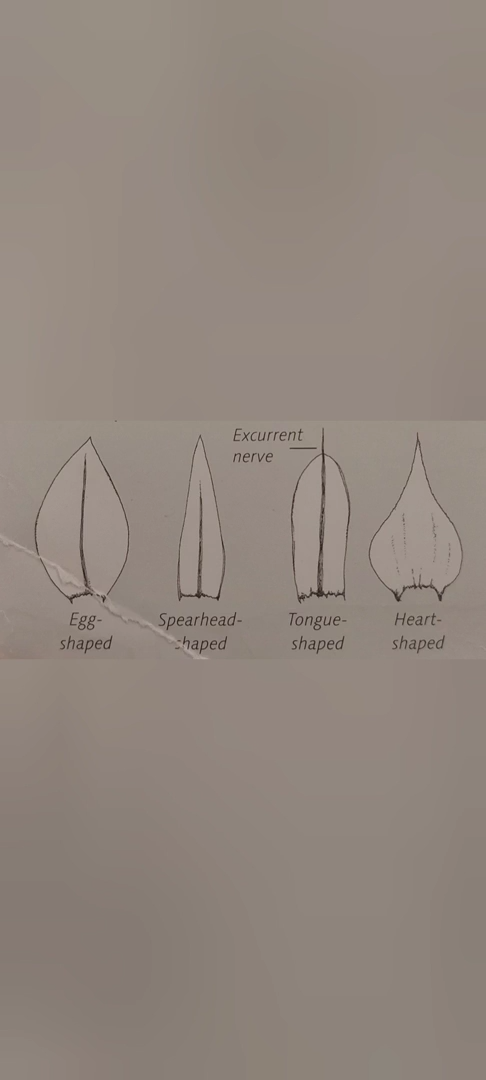 Excurrent
nerve
Egg-
shaped
Spearhead-
shaped
Tongue-
shaped
Heart-
shaped